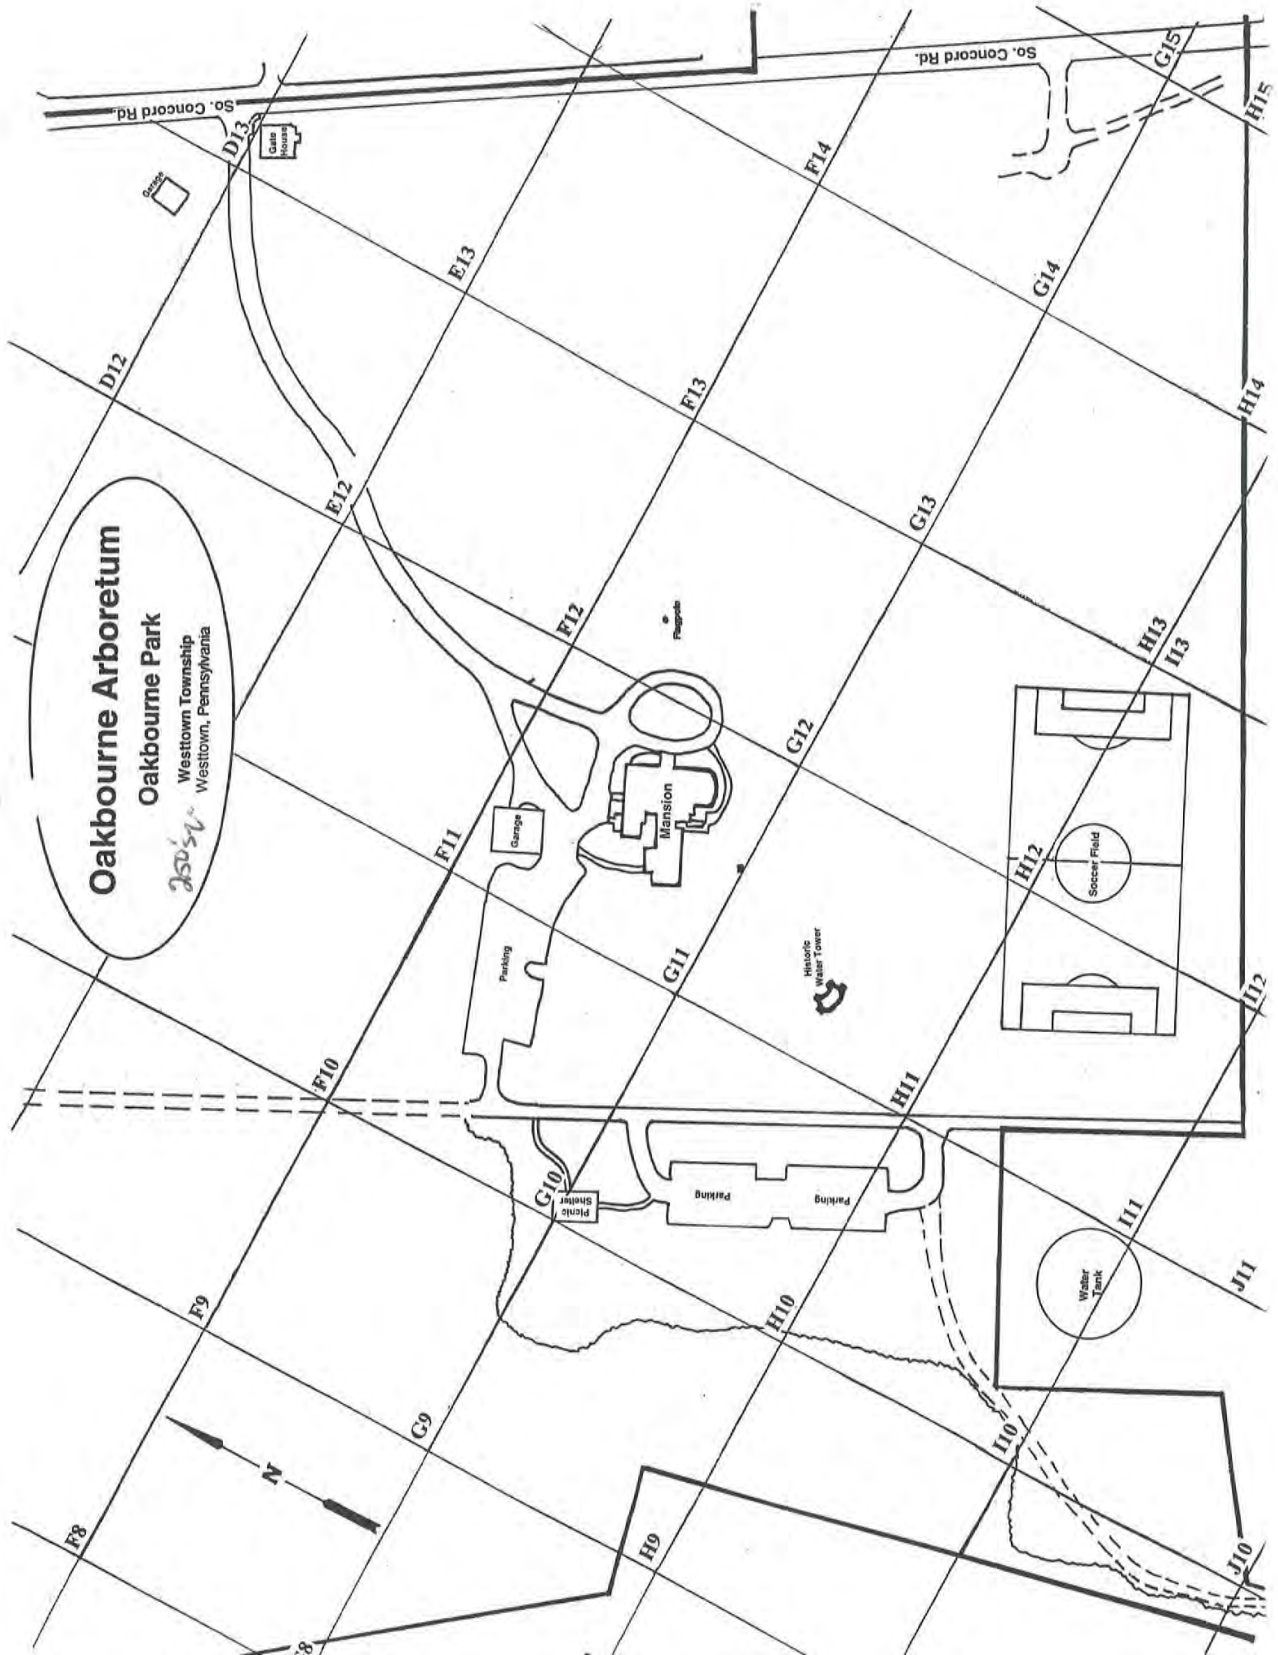 Oakbourne Arboretum
Oakbourne Park
Westtown Township
Westtown, Pennsylvania
So. Concord Rd.
So. Concord Rd.
Garage
Gate
House
D13
G15
H15
F14
E13
G14
D12
F13
H14
E12
G13
F12
Flagpole
H13
I13
G12
F11
Garage
Mansion
H12
Soccer Field
Parking
G11
Historic
Water Tower
I12
F10
H11
G10
Picnic
Shelter
Parking
Parking
I11
Water
Tank
J11
F9
H10
G9
I10
N
F8
H9
J10